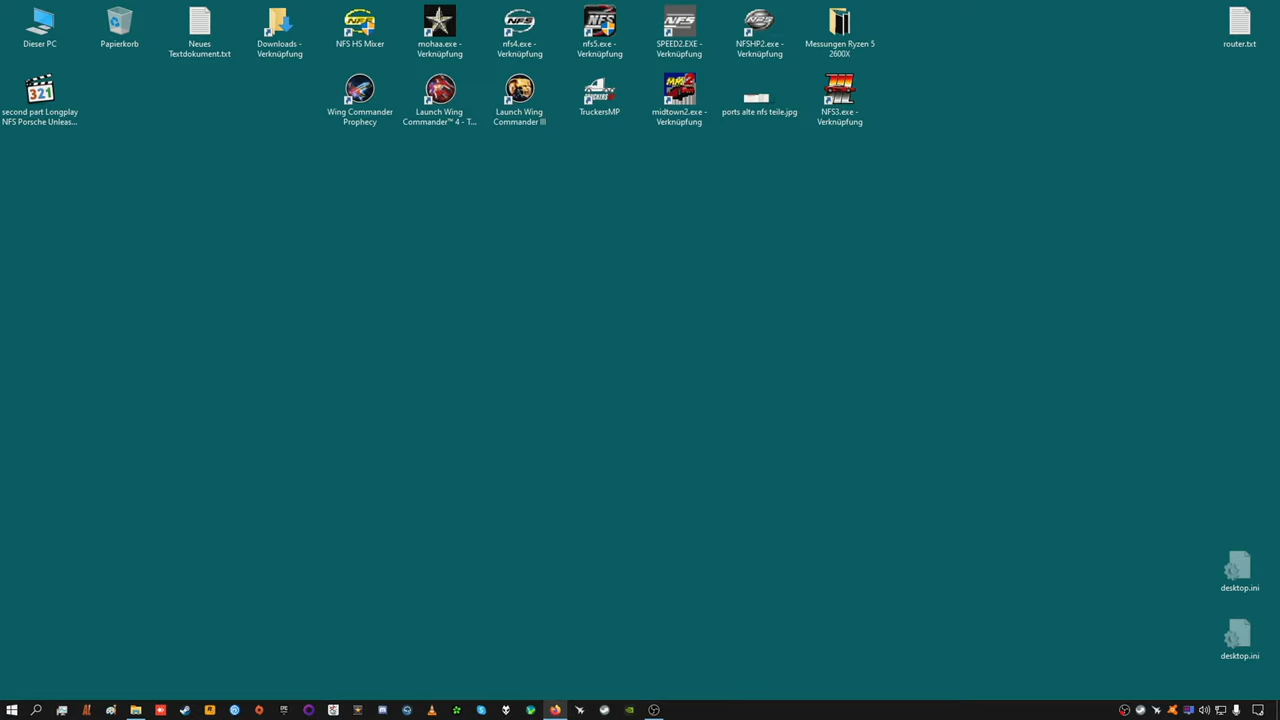 Dieser PC
Papierkorb
Neues
Textdokument.txt
Downloads -
Verknüpfung
NFS HS Mixer
mohaa.exe -
Verknüpfung
nfs4.exe -
Verknüpfung
nfs5.exe -
Verknüpfung
SPEED2.EXE -
Verknüpfung
NFSHP2.exe -
Verknüpfung
Messungen Ryzen 5
2600X
router.txt
second part Longplay
NFS Porsche Unleas...
Wing Commander
Prophecy
Launch Wing
Commander™ 4 - T...
Launch Wing
Commander III
TruckersMP
midtown2.exe -
Verknüpfung
ports alte nfs teile.jpg
NFS3.exe -
Verknüpfung
desktop.ini
desktop.ini